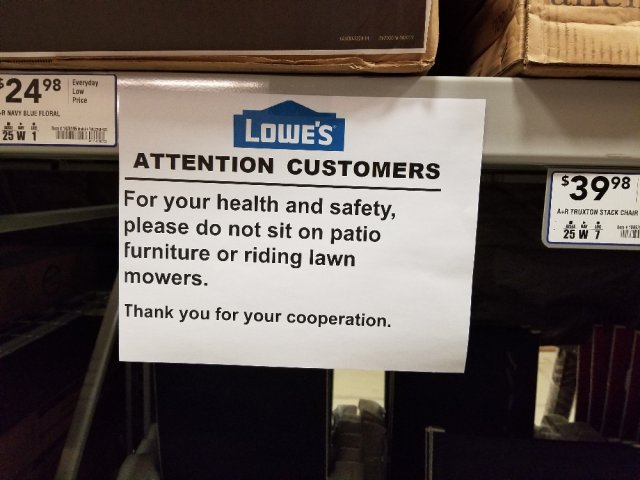 $24 98
Everyday
Low
Price
NAVY BLUE FLORAL
25 W 1
LOWE'S
ATTENTION CUSTOMERS
For your health and safety,
please do not sit on patio
furniture or riding lawn
mowers.
Thank you for your cooperation.
$39 98
A+R TRUXTON STACK CHAIR
25 W 7